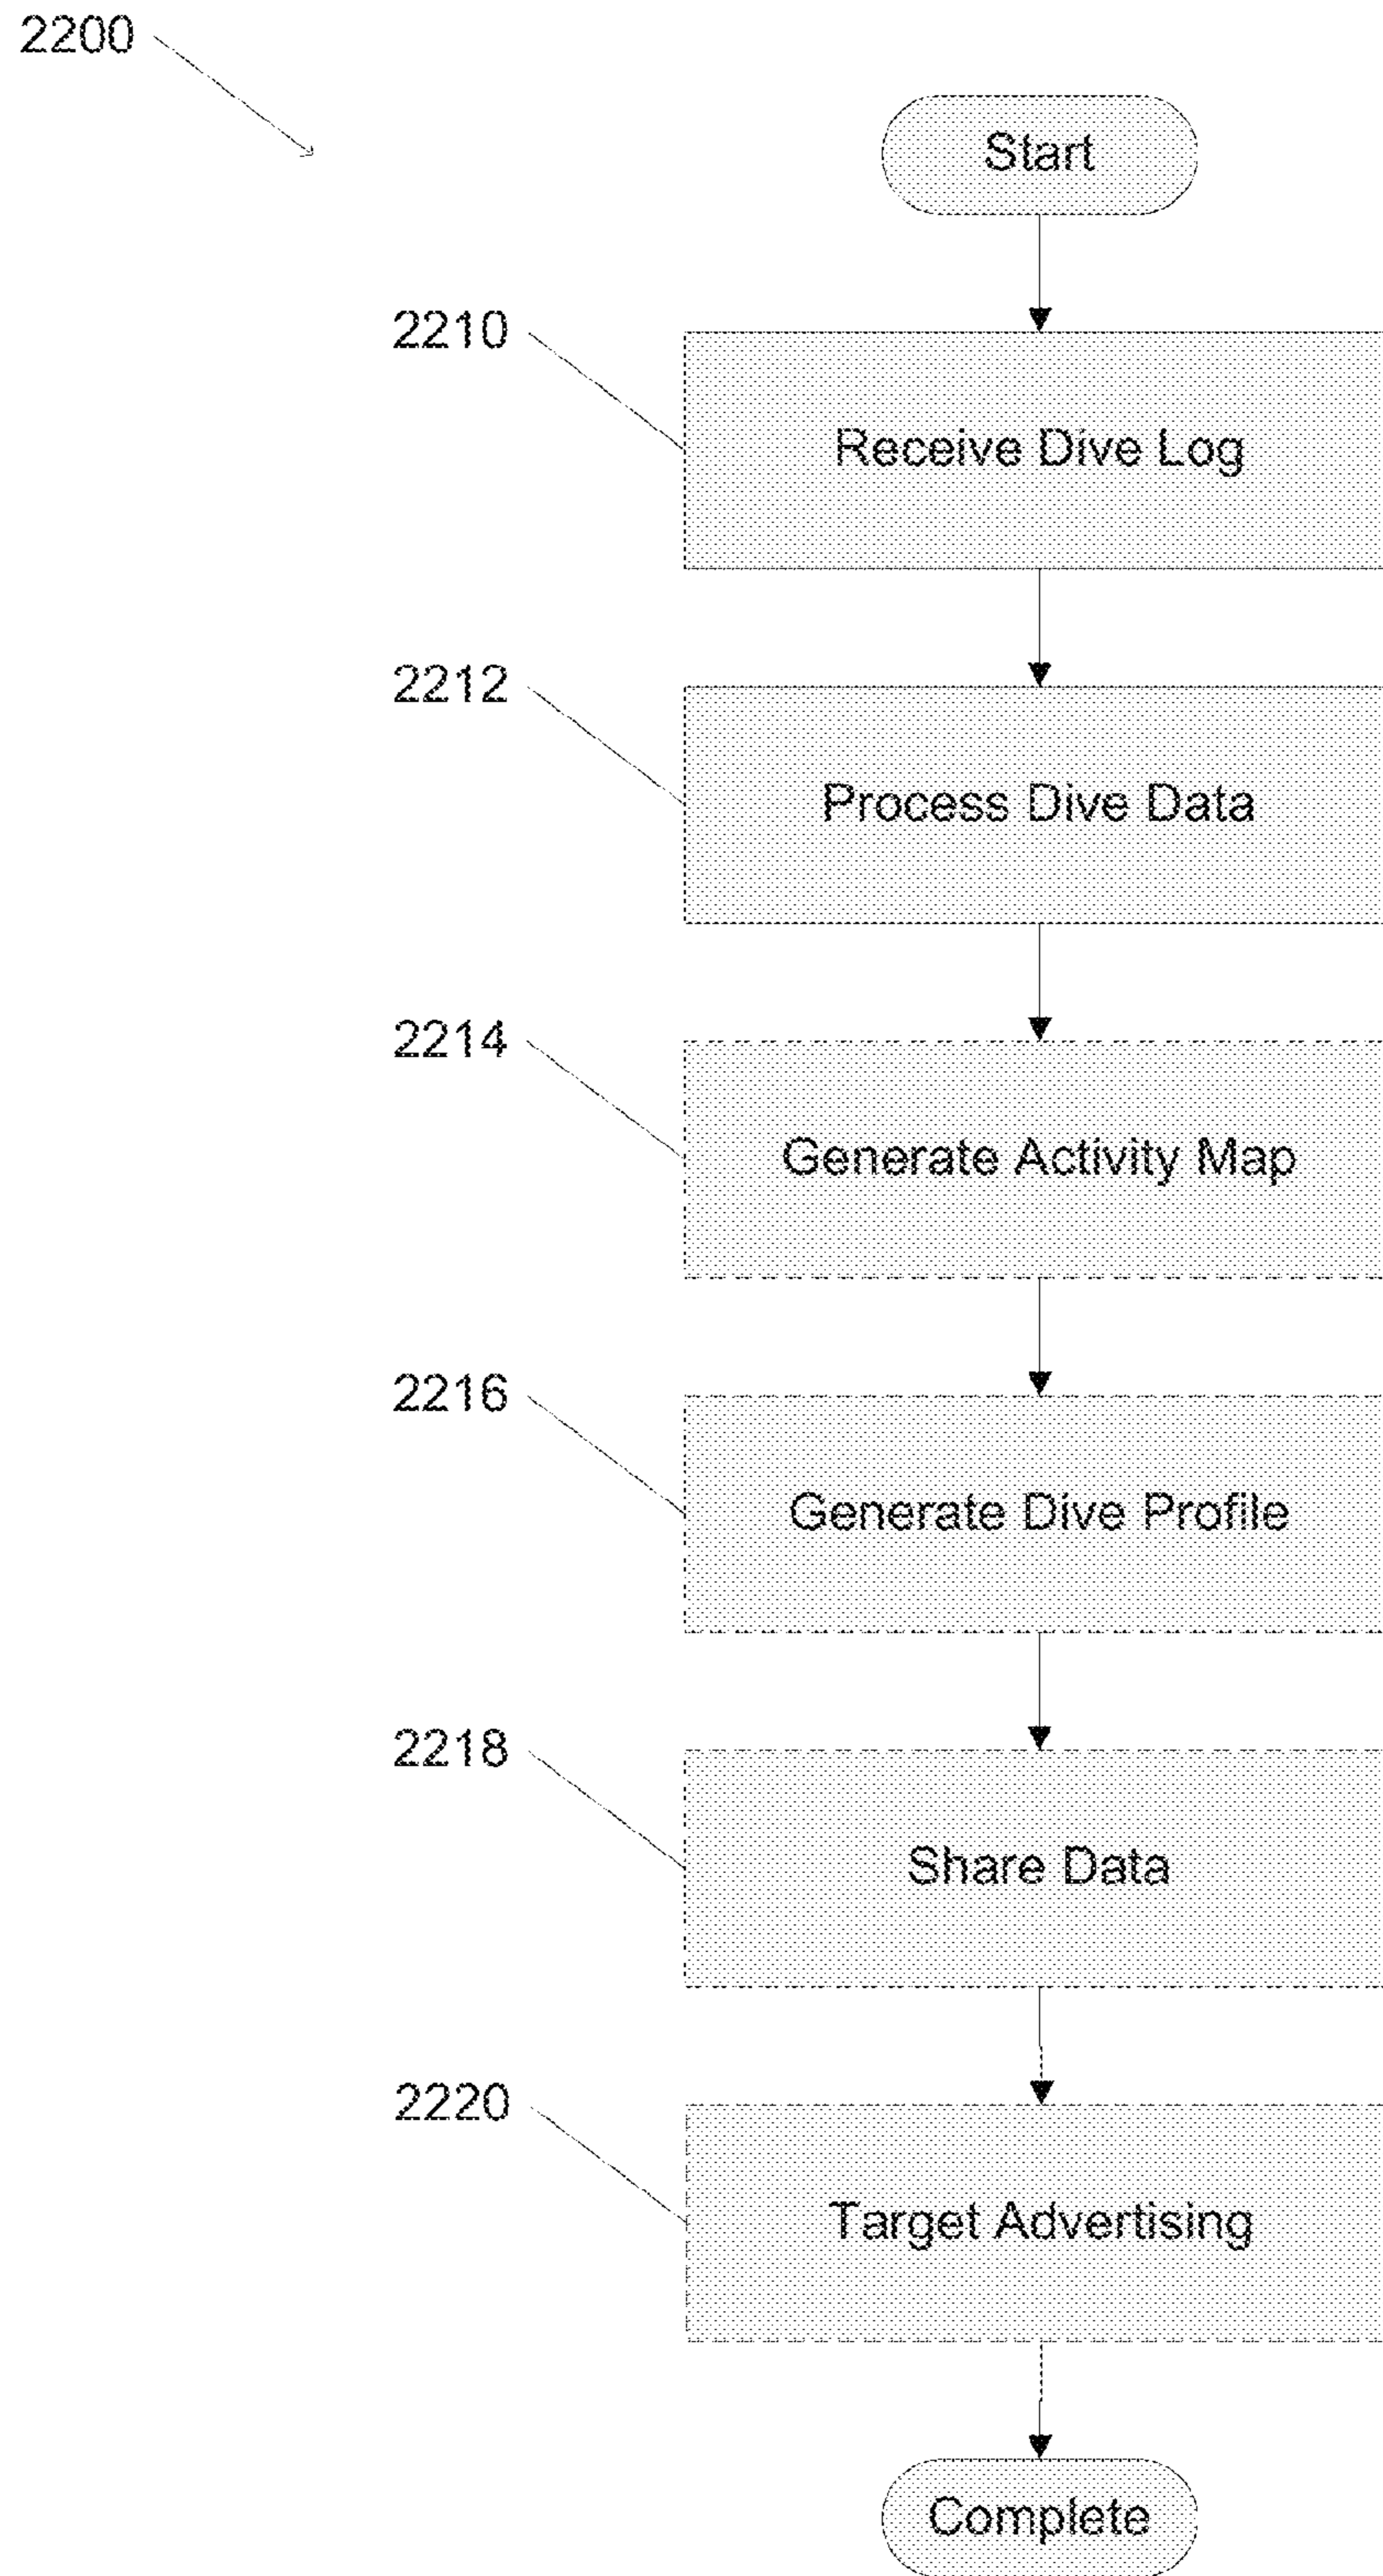 2200
Start
2210
Receive Dive Log
2212
Process Dive Data
2214
Generate Activity Map
2216
Generate Dive Profile
2218
Share Data
2220
Target Advertising
Complete